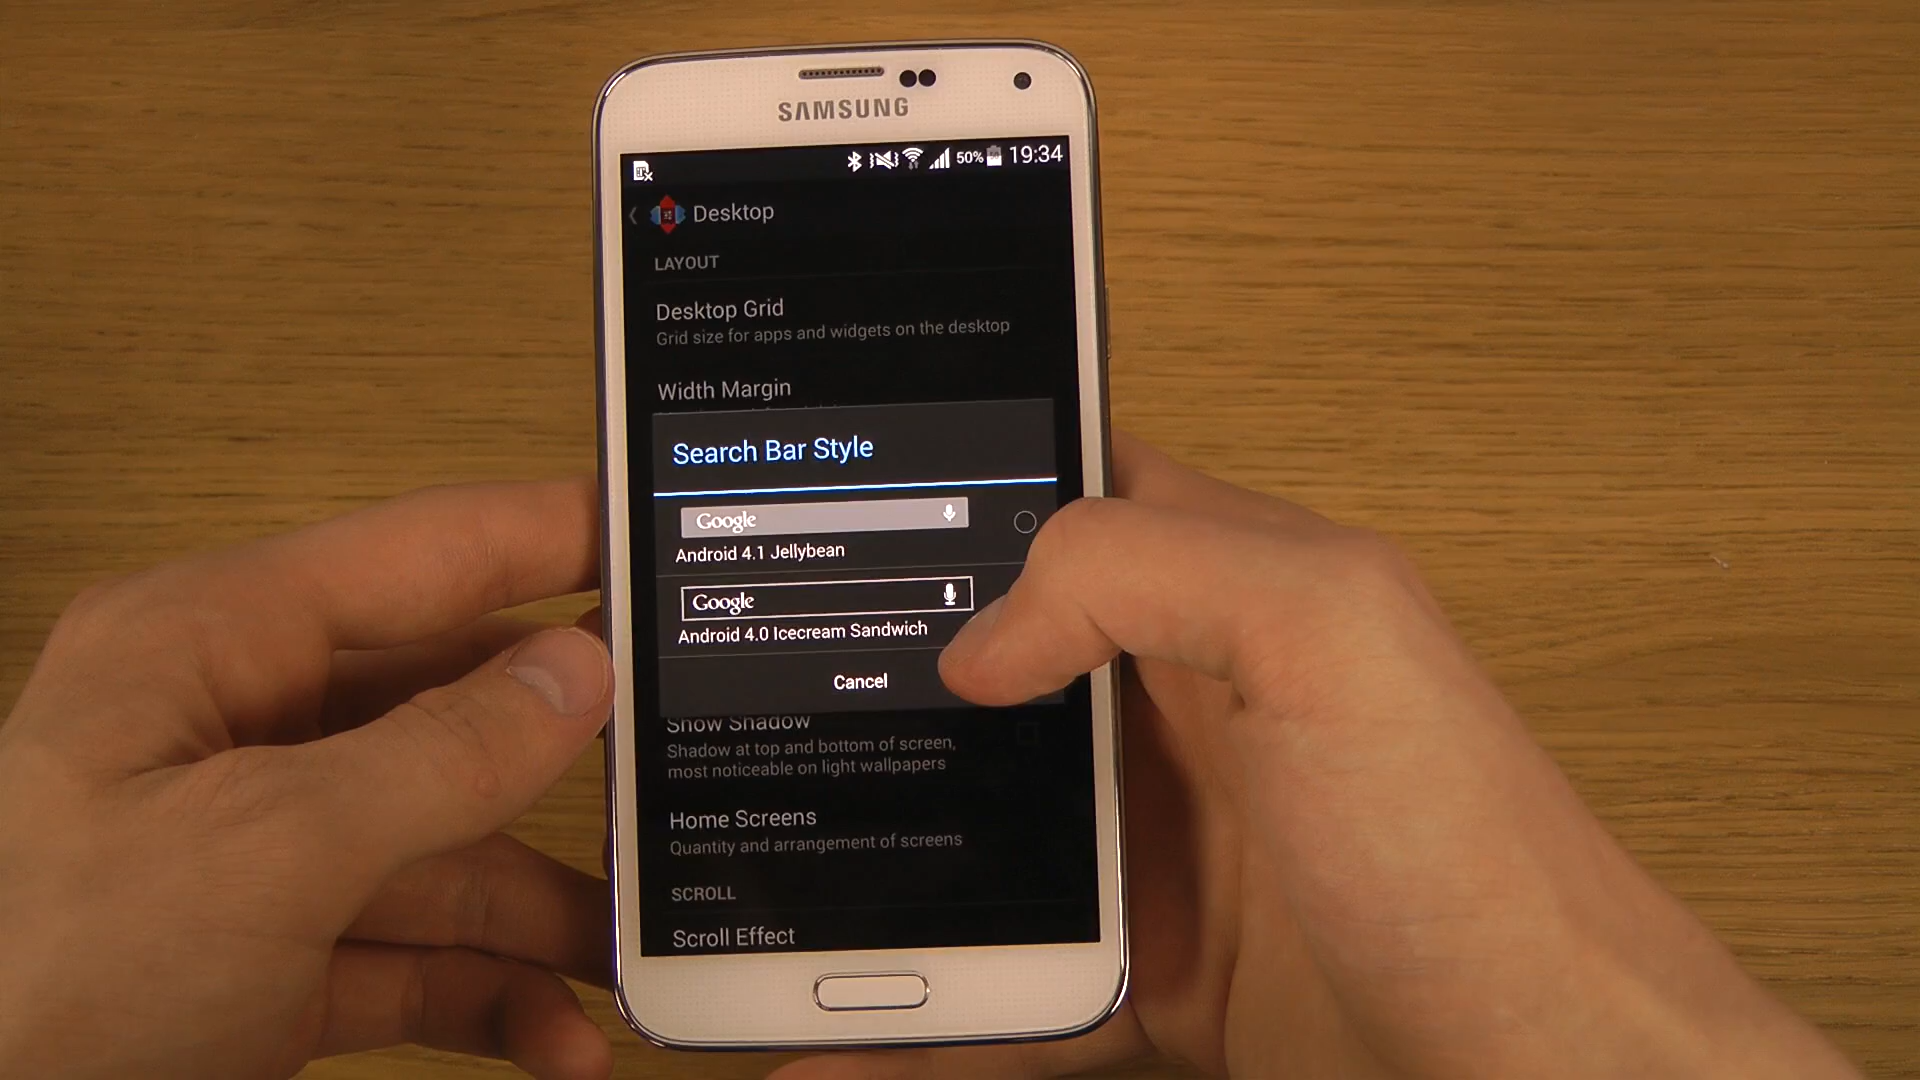 SAMSUNG
50% 19:34
Desktop
LAYOUT
Desktop Grid
Grid size for apps and widgets on the desktop
Width Margin
Search Bar Style
Google
Android 4.1 Jellybean
Google
Android 4.0 Icecream Sandwich
Cancel
Show Shadow
Shadow at top and bottom of screen,
most noticeable on light wallpapers
Home Screens
Quantity and arrangement of screens
SCROLL
Scroll Effect